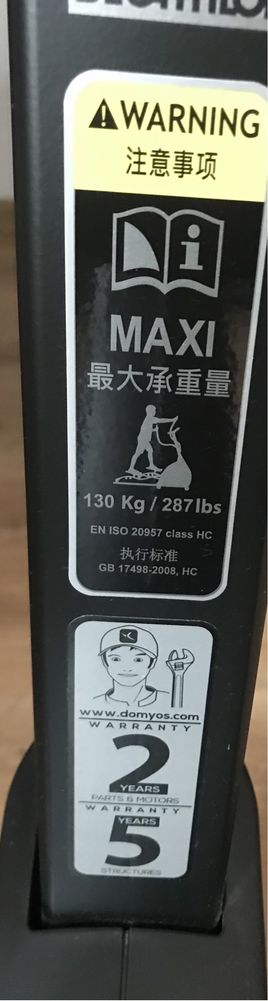 DECATHLON
WARNING
注意事项
i
MAXI
最大承重量
130 Kg / 287lbs
EN ISO 20957 class HC
执行标准
GB 17498-2008, HC
www.domyos.com
WARRANTY
2
YEARS
PARTS & MOTORS
WARRANTY
YEARS
5
STRUCTURES